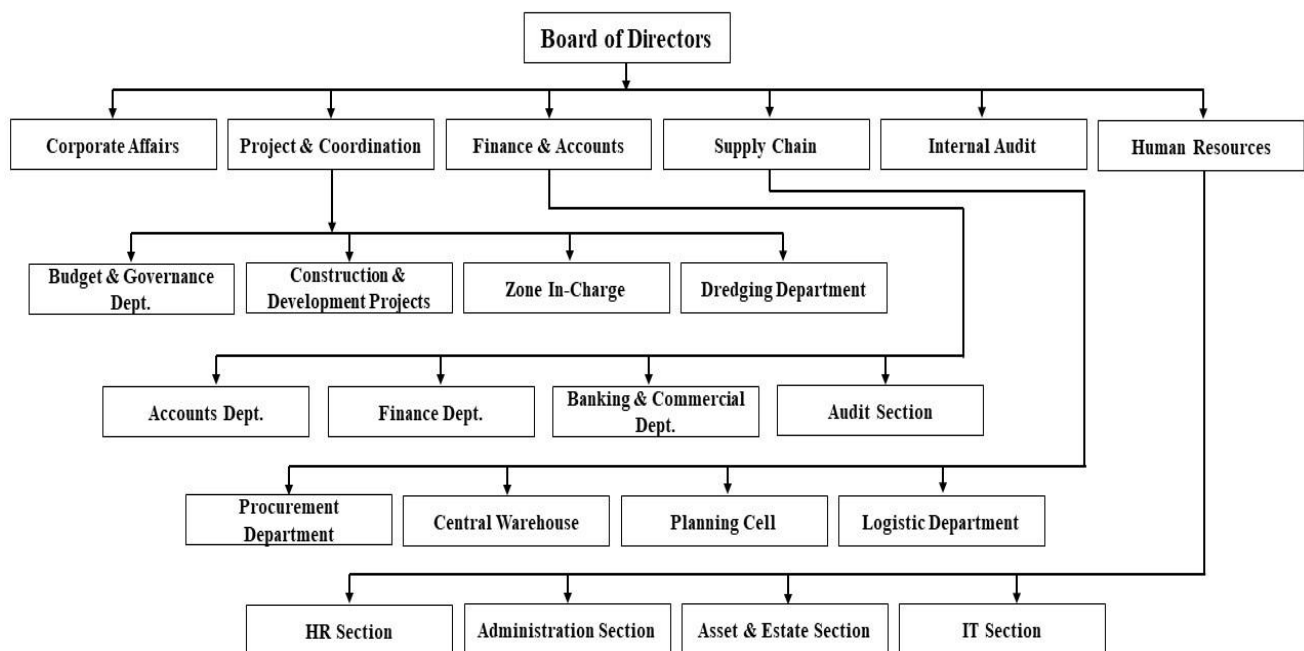 Board of Directors
Corporate Affairs
Project & Coordination
Finance & Accounts
Supply Chain
Internal Audit
Human Resources
Budget & Governance
Dept.
Construction &
Development Projects
Zone In-Charge
Dredging Department
Accounts Dept.
Finance Dept.
Banking & Commercial
Dept.
Audit Section
Procurement
Department
Central Warehouse
Planning Cell
Logistic Department
HR Section
Administration Section
Asset & Estate Section
IT Section